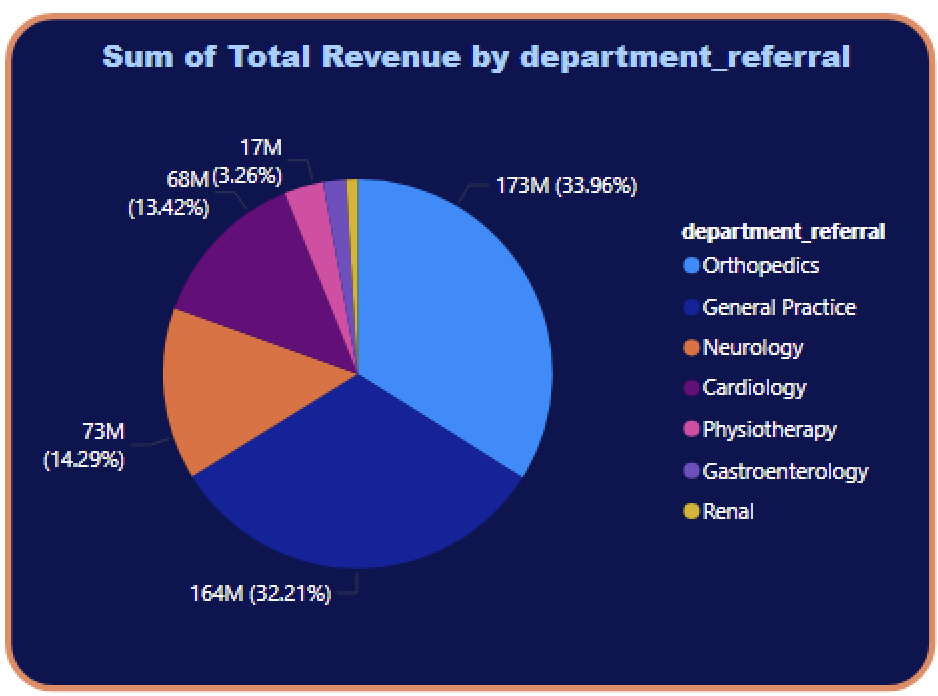 Sum of Total Revenue by department_referral
17M
(3.26%)
68M
(13.42%)
173M (33.96%)
73M
(14.29%)
164M (32.21%)
department_referral
Orthopedics
General Practice
Neurology
Cardiology
Physiotherapy
Gastroenterology
Renal